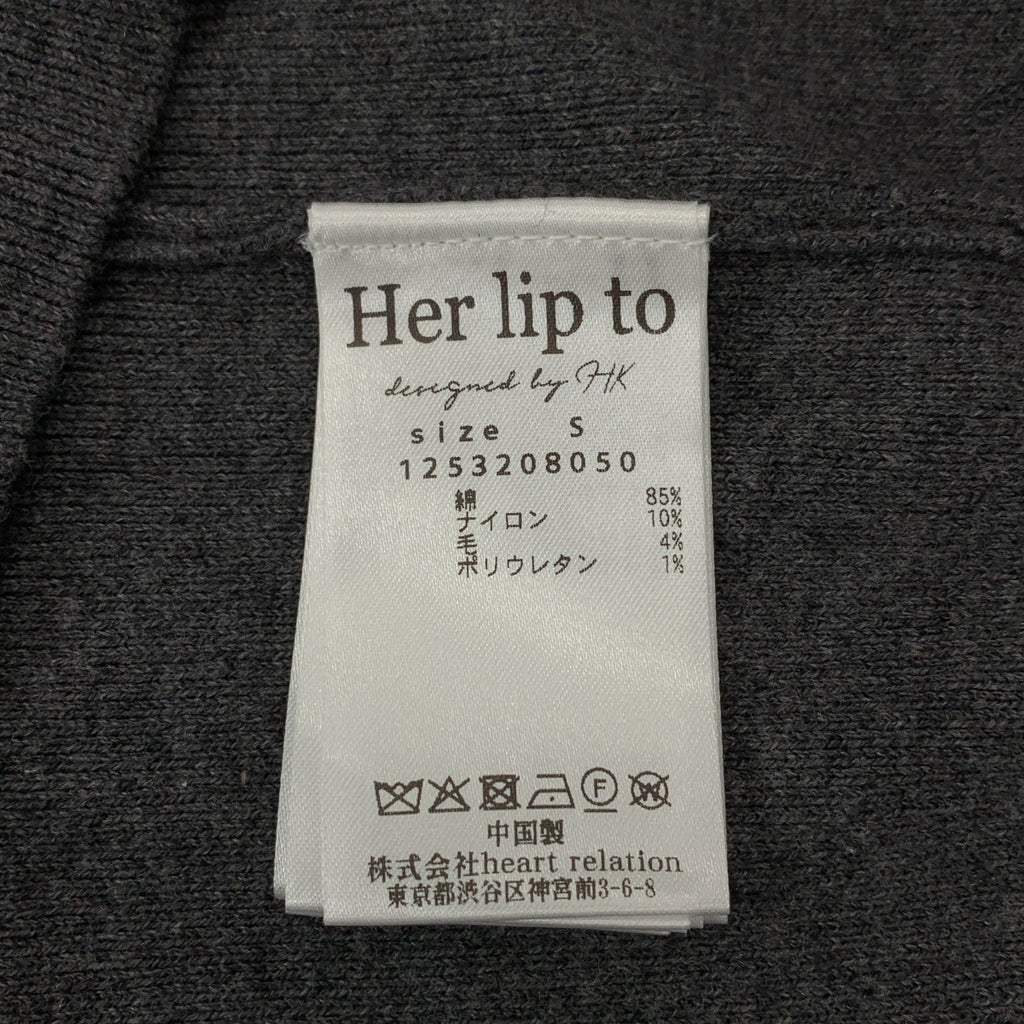 Her lip to
designed by HK
size S
1253208050
綿 85%
ナイロン 10%
毛 4%
ポリウレタン 1%
F W
中国製
株式会社heart relation
東京都渋谷区神宮前3-6-8